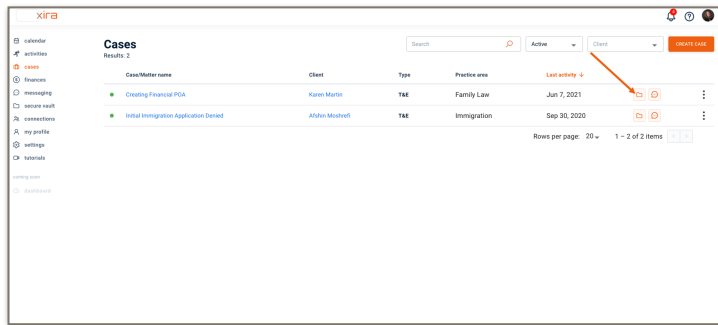 xira
4
calendar
activities
cases
finances
messaging
secure vault
connections
my profile
settings
tutorials
coming soon
dashboard
Cases
Results: 2
Search
Active
Client
CREATE CASE
Case/Matter name Client Type Practice area Last activity ↓
Creating Financial POA Karen Martin T&E Family Law Jun 7, 2021
Initial Immigration Application Denied Afshin Moshrefi T&E Immigration Sep 30, 2020
Rows per page: 20 1 – 2 of 2 items